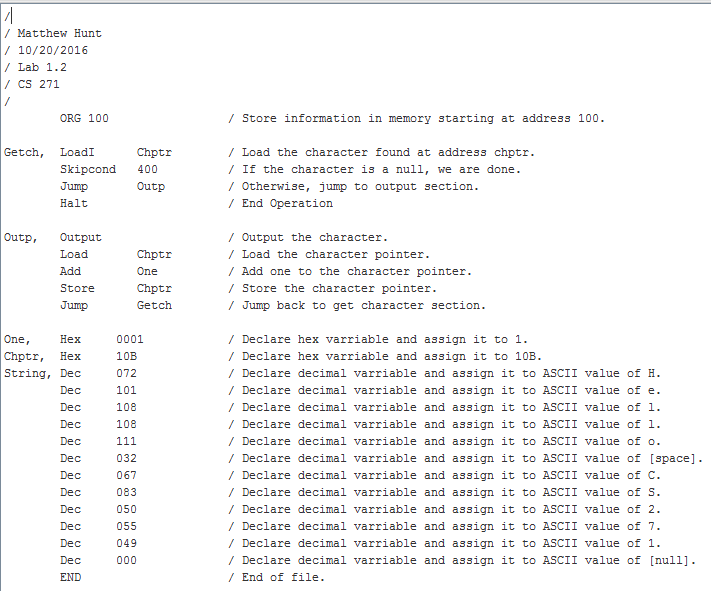 /
/ Matthew Hunt
/ 10/20/2016
/ Lab 1.2
/ CS 271
/
ORG 100 / Store information in memory starting at address 100.
Getch, LoadI Chptr / Load the character found at address chptr.
Skipcond 400 / If the character is a null, we are done.
Jump Outp / Otherwise, jump to output section.
Halt / End Operation
Outp, Output / Output the character.
Load Chptr / Load the character pointer.
Add One / Add one to the character pointer.
Store Chptr / Store the character pointer.
Jump Getch / Jump back to get character section.
One, Hex 0001 / Declare hex varriable and assign it to 1.
Chptr, Hex 10B / Declare hex varriable and assign it to 10B.
String, Dec 072 / Declare decimal varriable and assign it to ASCII value of H.
Dec 101 / Declare decimal varriable and assign it to ASCII value of e.
Dec 108 / Declare decimal varriable and assign it to ASCII value of l.
Dec 108 / Declare decimal varriable and assign it to ASCII value of l.
Dec 111 / Declare decimal varriable and assign it to ASCII value of o.
Dec 032 / Declare decimal varriable and assign it to ASCII value of [space].
Dec 067 / Declare decimal varriable and assign it to ASCII value of C.
Dec 083 / Declare decimal varriable and assign it to ASCII value of S.
Dec 050 / Declare decimal varriable and assign it to ASCII value of 2.
Dec 055 / Declare decimal varriable and assign it to ASCII value of 7.
Dec 049 / Declare decimal varriable and assign it to ASCII value of 1.
Dec 000 / Declare decimal varriable and assign it to ASCII value of [null].
END / End of file.